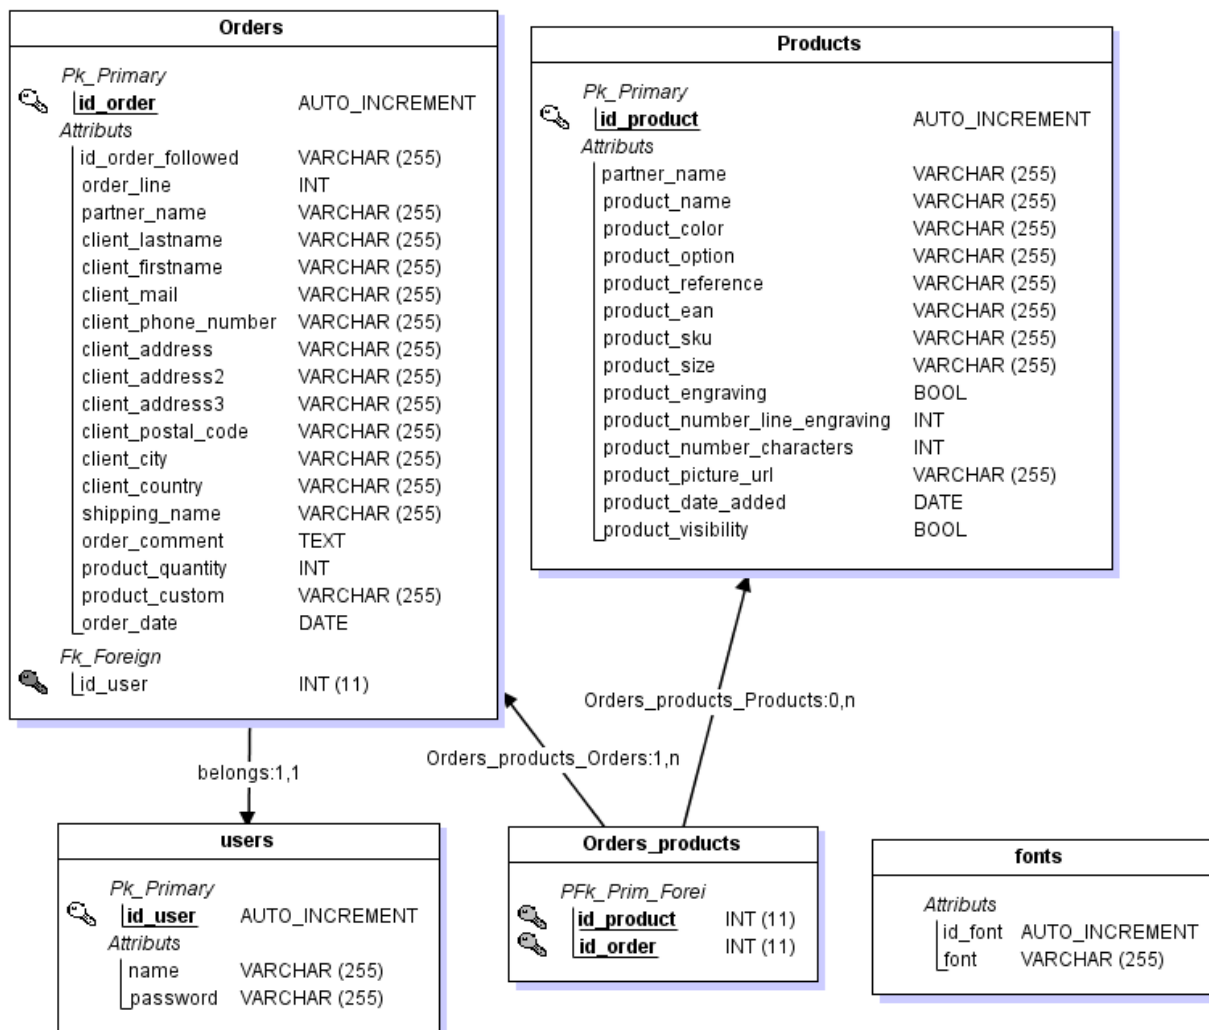 Orders
Pk_Primary
id_order AUTO_INCREMENT
Attributs
id_order_followed VARCHAR (255)
order_line INT
partner_name VARCHAR (255)
client_lastname VARCHAR (255)
client_firstname VARCHAR (255)
client_mail VARCHAR (255)
client_phone_number VARCHAR (255)
client_address VARCHAR (255)
client_address2 VARCHAR (255)
client_address3 VARCHAR (255)
client_postal_code VARCHAR (255)
client_city VARCHAR (255)
client_country VARCHAR (255)
shipping_name VARCHAR (255)
order_comment TEXT
product_quantity INT
product_custom VARCHAR (255)
order_date DATE
Fk_Foreign
id_user INT (11)
Products
Pk_Primary
id_product AUTO_INCREMENT
Attributs
partner_name VARCHAR (255)
product_name VARCHAR (255)
product_color VARCHAR (255)
product_option VARCHAR (255)
product_reference VARCHAR (255)
product_ean VARCHAR (255)
product_sku VARCHAR (255)
product_size VARCHAR (255)
product_engraving BOOL
product_number_line_engraving INT
product_number_characters INT
product_picture_url VARCHAR (255)
product_date_added DATE
product_visibility BOOL
Orders_products_Products:0,n
Orders_products_Orders:1,n
belongs:1,1
users
Pk_Primary
id_user AUTO_INCREMENT
Attributs
name VARCHAR (255)
password VARCHAR (255)
Orders_products
PFk_Prim_Forei
id_product INT (11)
id_order INT (11)
fonts
Attributs
id_font AUTO_INCREMENT
font VARCHAR (255)